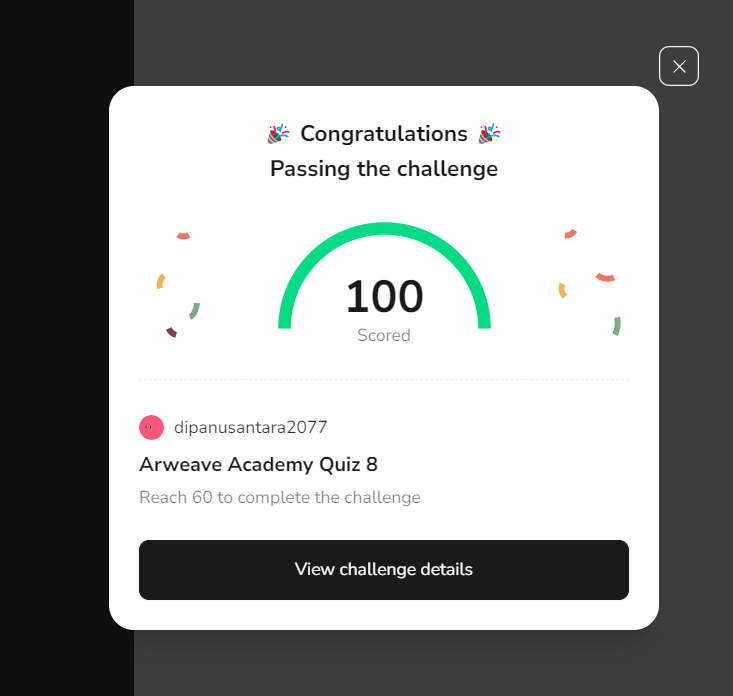 🎉 Congratulations 🎉
Passing the challenge
100
Scored
dipanusantara2077
Arweave Academy Quiz 8
Reach 60 to complete the challenge
View challenge details